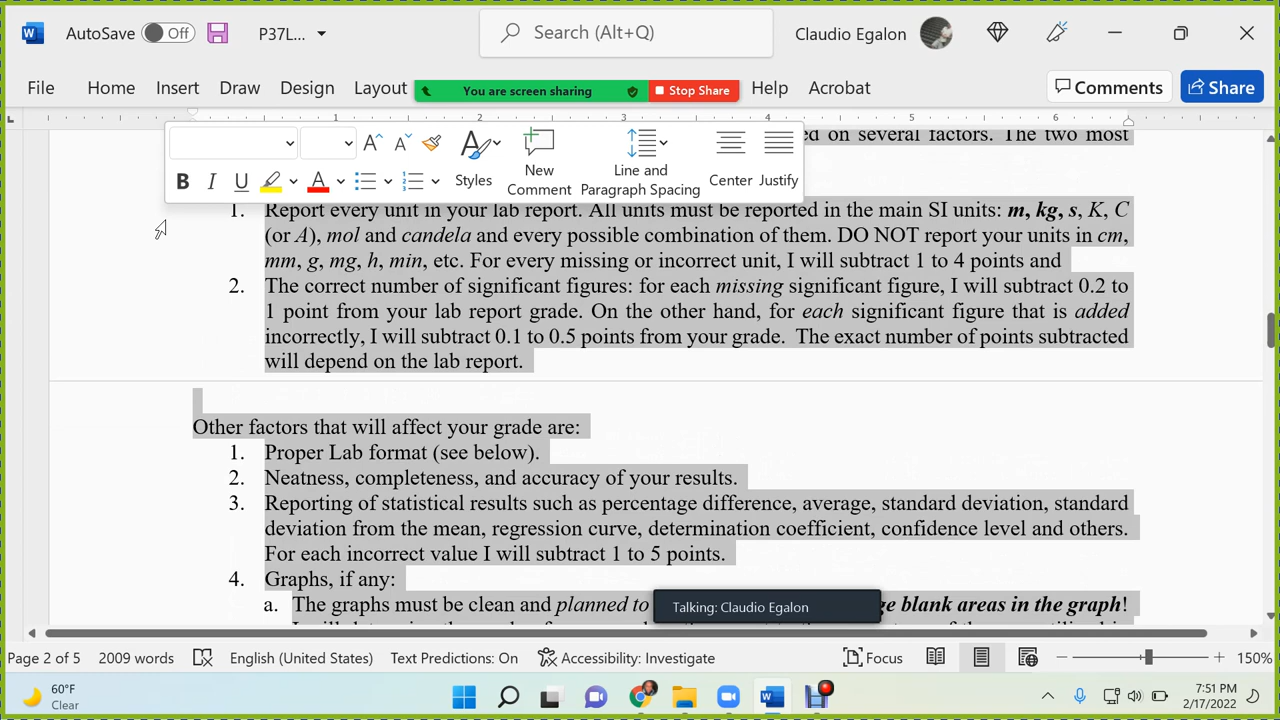 AutoSave Off P37L... Search (Alt+Q) Claudio Egalon
File Home Insert Draw Design Layout You are screen sharing Stop Share Help Acrobat Comments Share
1 2 3 4 5 6
ed on several factors. The two most
Styles New Comment Line and Paragraph Spacing Center Justify
1. Report every unit in your lab report. All units must be reported in the main SI units: m, kg, s, K, C
(or A), mol and candela and every possible combination of them. DO NOT report your units in cm,
mm, g, mg, h, min, etc. For every missing or incorrect unit, I will subtract 1 to 4 points and
2. The correct number of significant figures: for each missing significant figure, I will subtract 0.2 to
1 point from your lab report grade. On the other hand, for each significant figure that is added
incorrectly, I will subtract 0.1 to 0.5 points from your grade. The exact number of points subtracted
will depend on the lab report.
Other factors that will affect your grade are:
1. Proper Lab format (see below).
2. Neatness, completeness, and accuracy of your results.
3. Reporting of statistical results such as percentage difference, average, standard deviation, standard
deviation from the mean, regression curve, determination coefficient, confidence level and others.
For each incorrect value I will subtract 1 to 5 points.
4. Graphs, if any:
a. The graphs must be clean and planned to
ge blank areas in the graph!
Talking: Claudio Egalon
Page 2 of 5 2009 words English (United States) Text Predictions: On Accessibility: Investigate Focus 150%
60°F
Clear
7:51 PM
2/17/2022